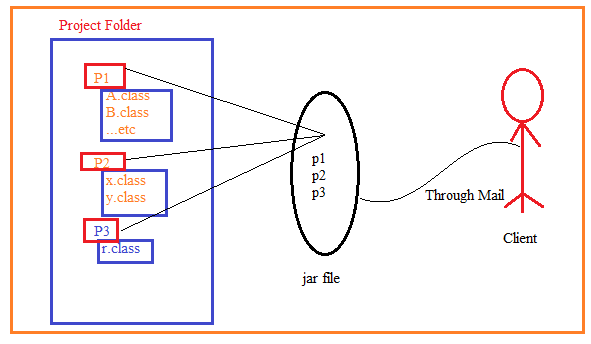 Project Folder
P1
A.class
B.class
...etc
P2
x.class
y.class
P3
r.class
p1
p2
p3
jar file
Through Mail
Client